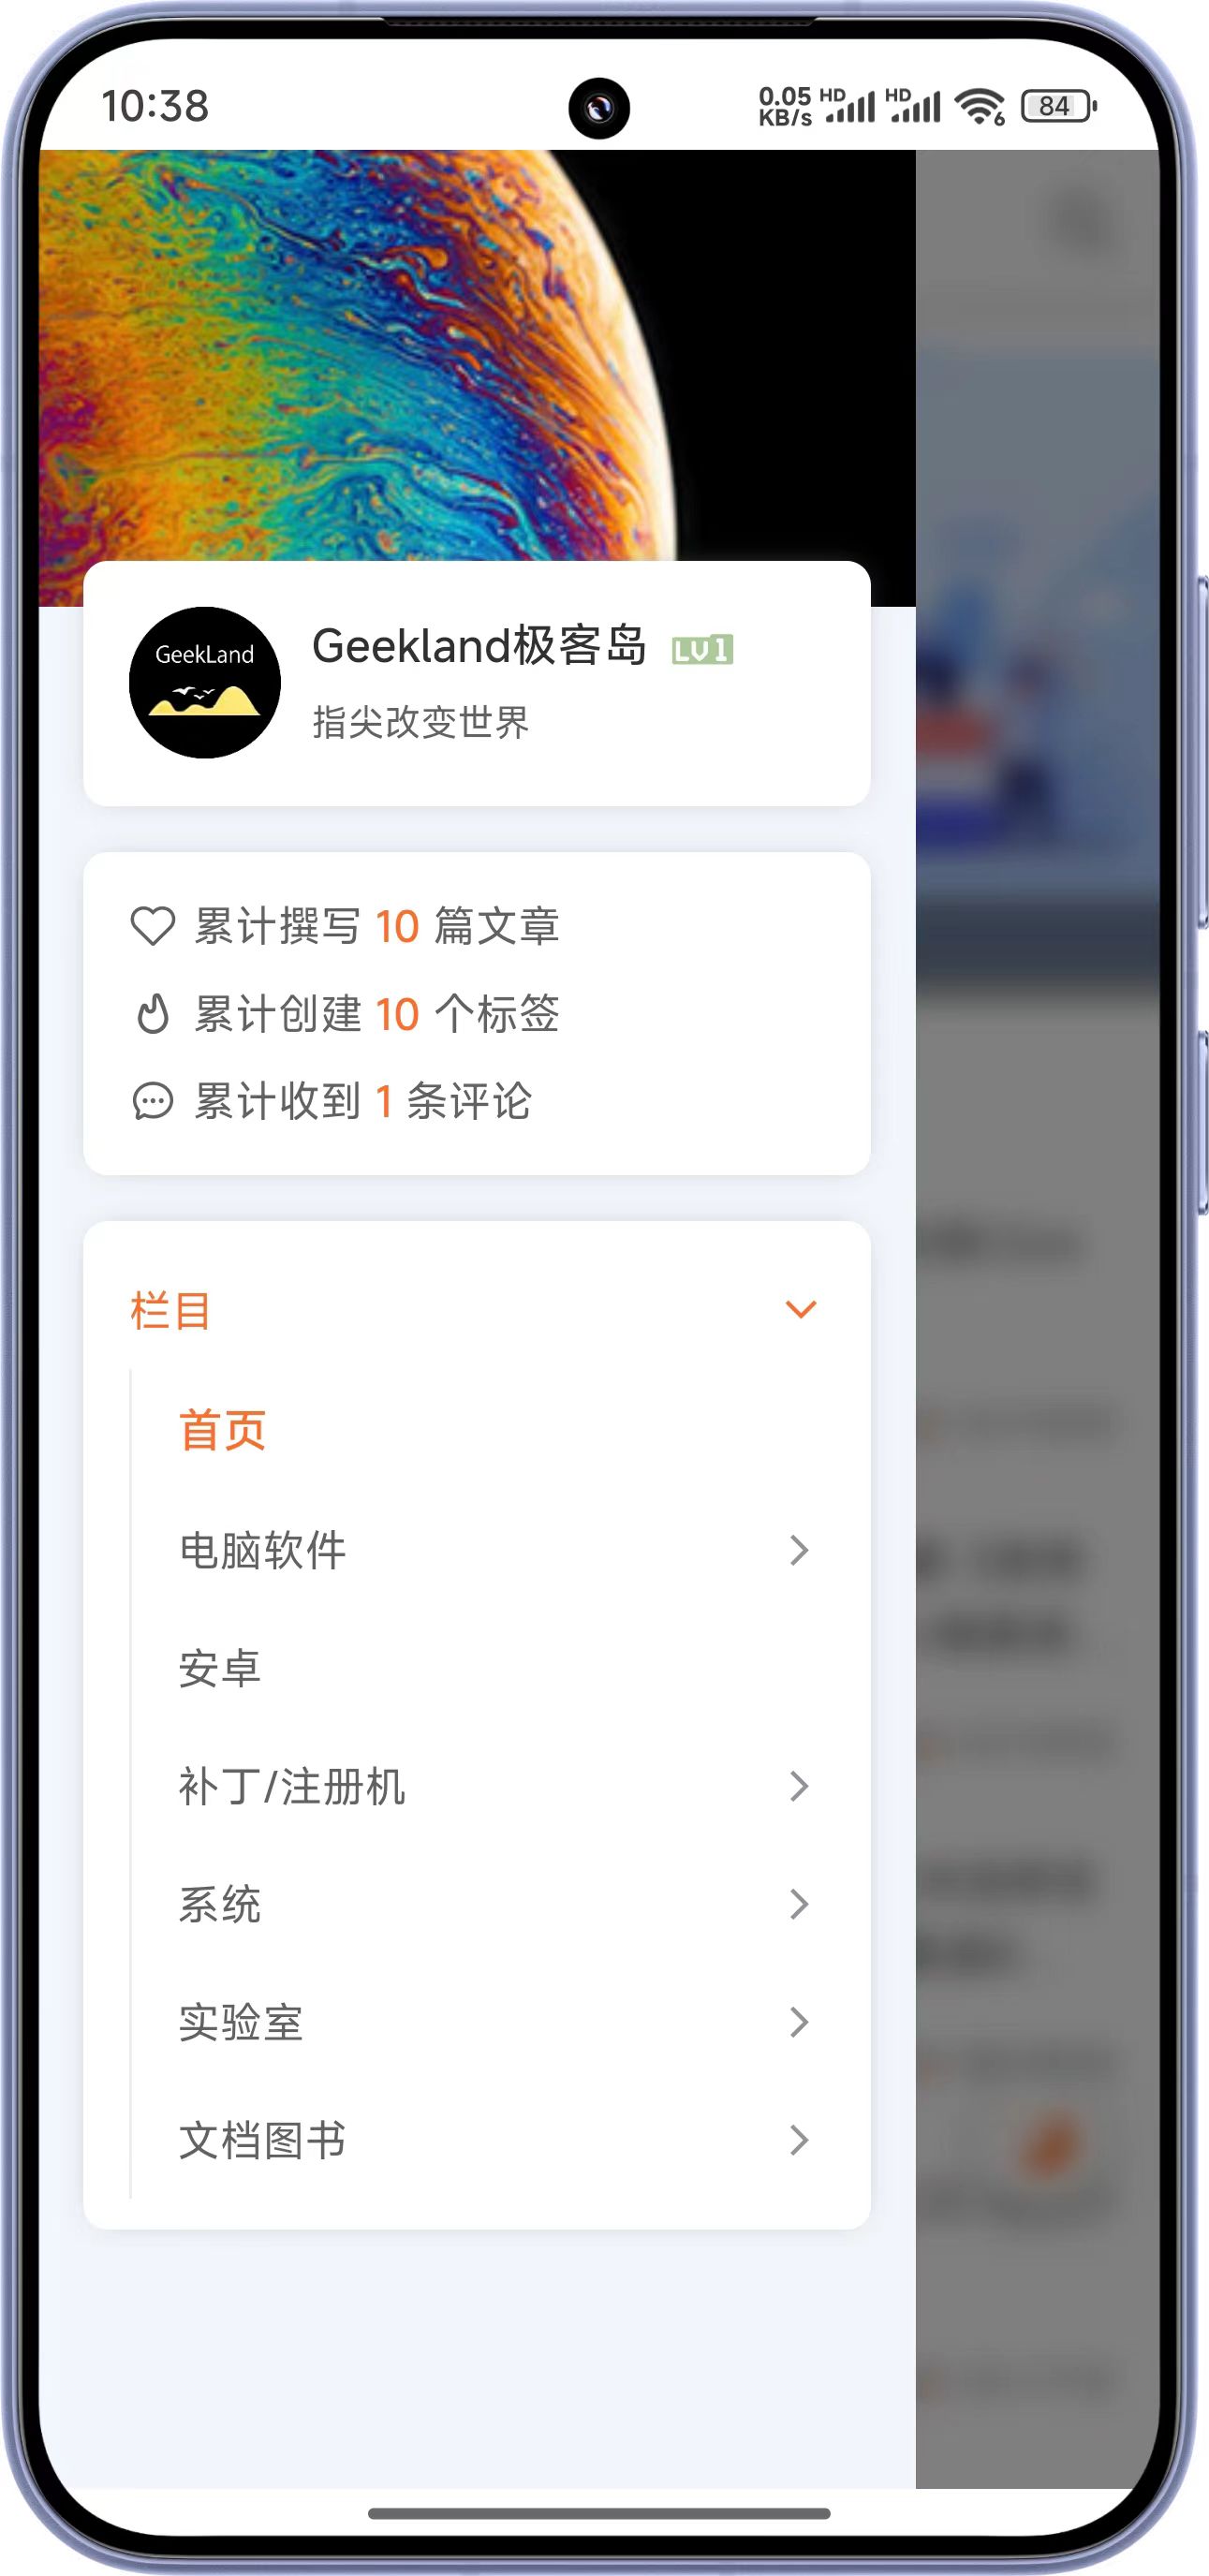 10:38
0.05 KB/s HD HD 6 84
GeekLand
Geekland极客岛 Lv1
指尖改变世界
累计撰写 10 篇文章
累计创建 10 个标签
累计收到 1 条评论
栏目
首页
电脑软件
安卓
补丁/注册机
系统
实验室
文档图书